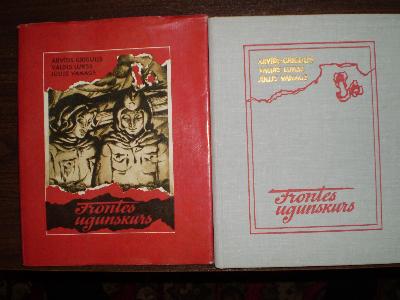 ARVĪDS GRIGULIS
VALDIS LUKSS
JŪLIJS VANAGS
Frontes
ugunskurs
ARVĪDS GRIGULIS
VALDIS LUKSS
JŪLIJS VANAGS
Frontes
ugunskurs